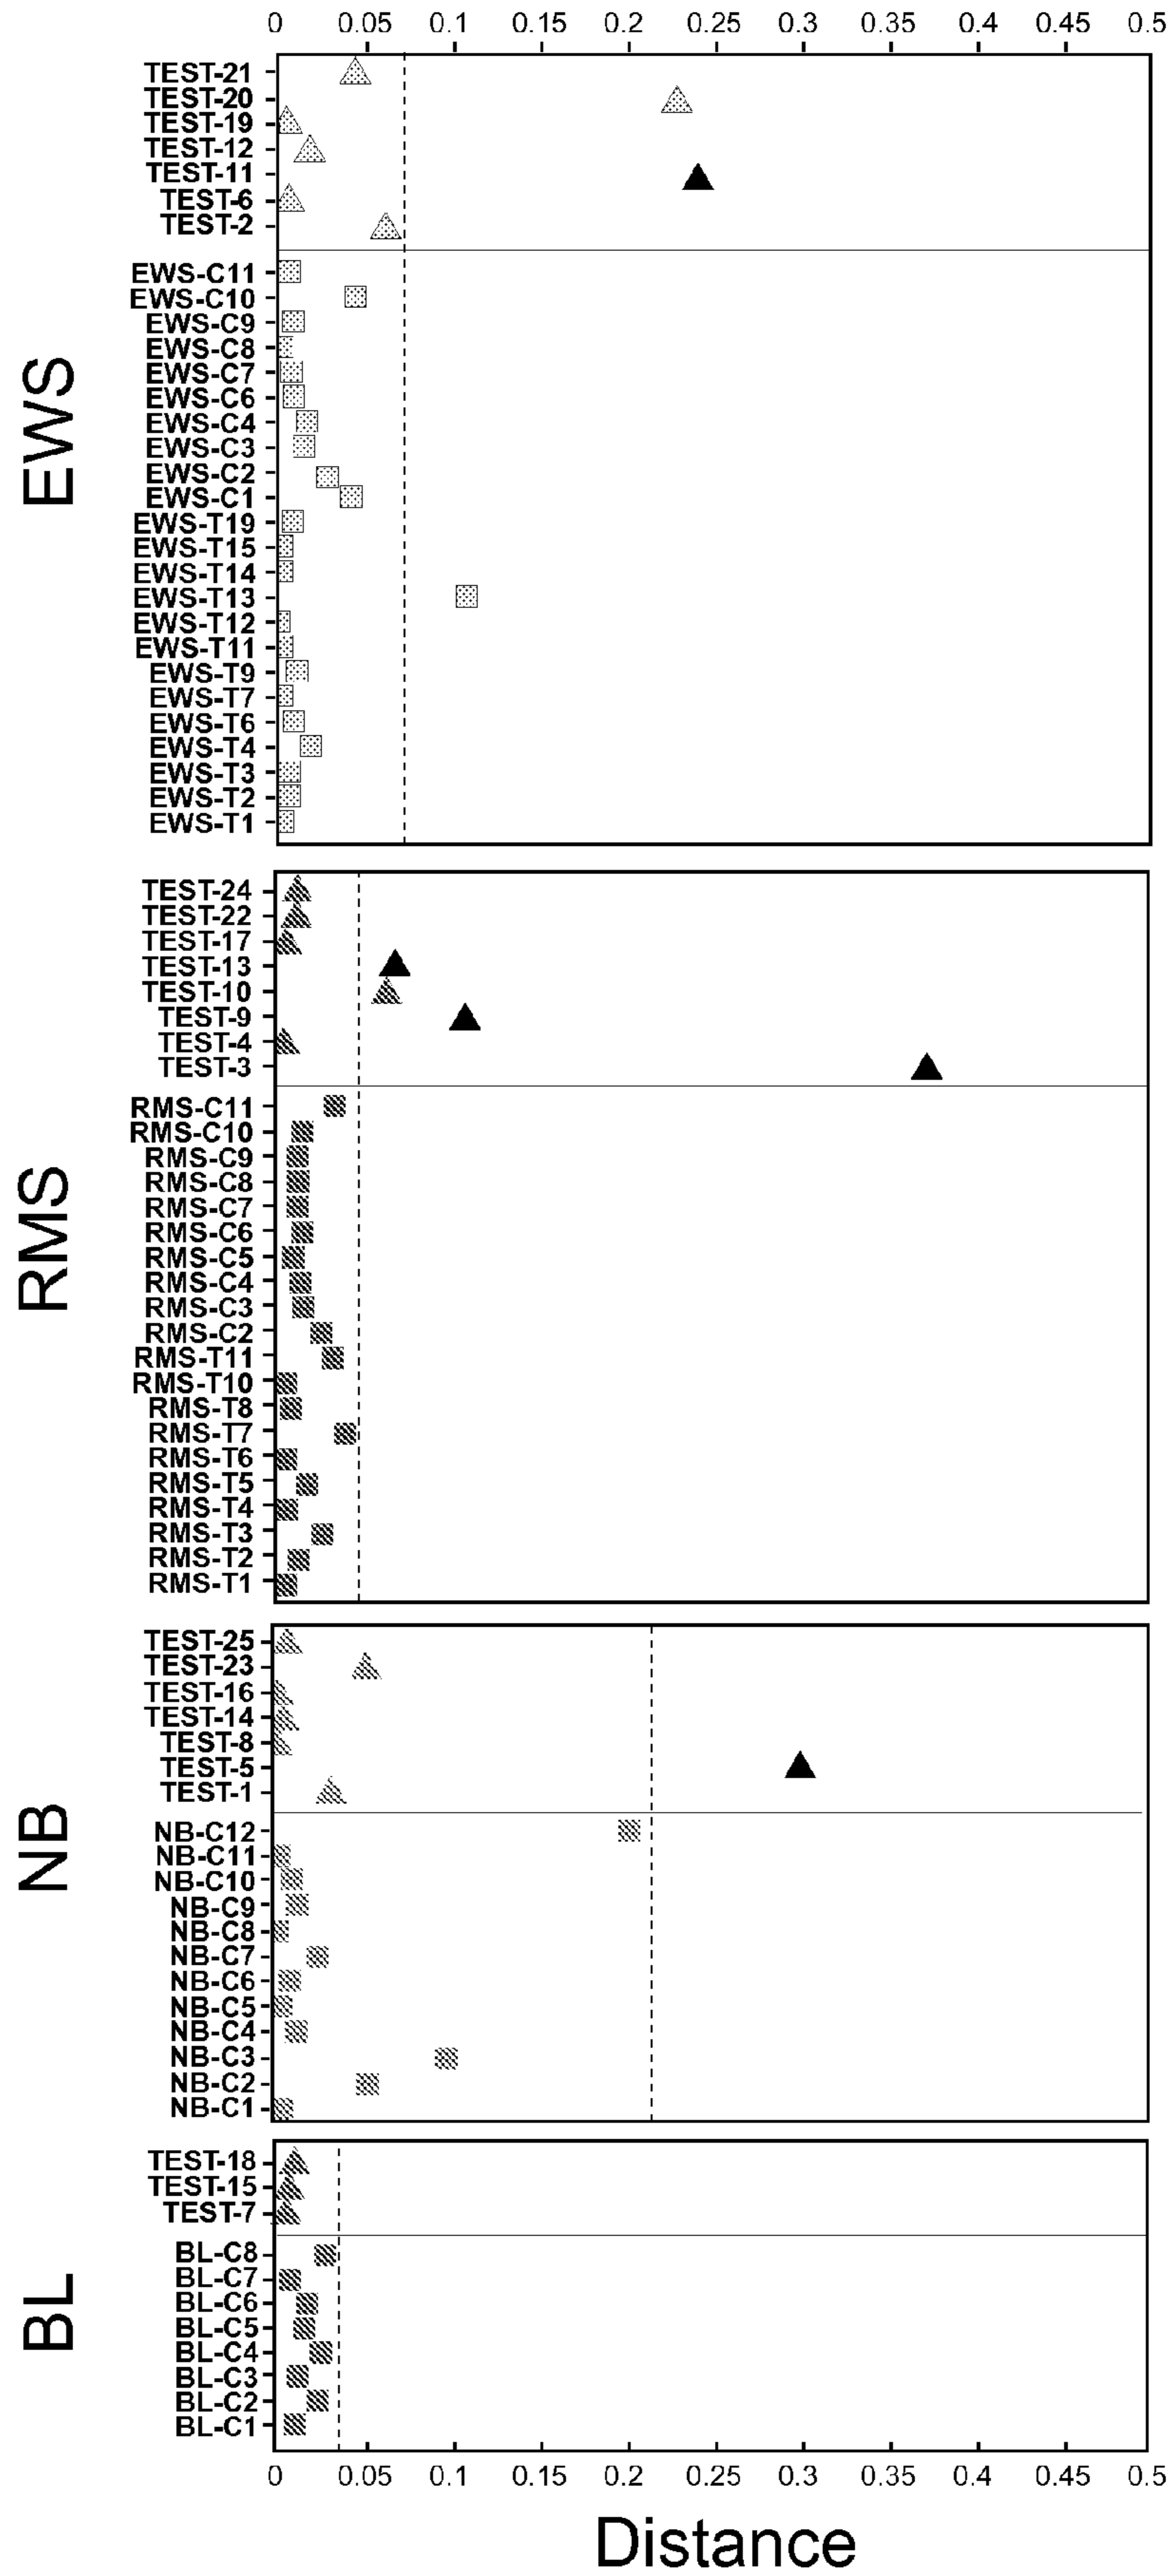 0 0.05 0.1 0.15 0.2 0.25 0.3 0.35 0.4 0.45 0.5
EWS
TEST-21
TEST-20
TEST-19
TEST-12
TEST-11
TEST-6
TEST-2
EWS-C11
EWS-C10
EWS-C9
EWS-C8
EWS-C7
EWS-C6
EWS-C4
EWS-C3
EWS-C2
EWS-C1
EWS-T19
EWS-T15
EWS-T14
EWS-T13
EWS-T12
EWS-T11
EWS-T9
EWS-T7
EWS-T6
EWS-T4
EWS-T3
EWS-T2
EWS-T1
RMS
TEST-24
TEST-22
TEST-17
TEST-13
TEST-10
TEST-9
TEST-4
TEST-3
RMS-C11
RMS-C10
RMS-C9
RMS-C8
RMS-C7
RMS-C6
RMS-C5
RMS-C4
RMS-C3
RMS-C2
RMS-T11
RMS-T10
RMS-T8
RMS-T7
RMS-T6
RMS-T5
RMS-T4
RMS-T3
RMS-T2
RMS-T1
NB
TEST-25
TEST-23
TEST-16
TEST-14
TEST-8
TEST-5
TEST-1
NB-C12
NB-C11
NB-C10
NB-C9
NB-C8
NB-C7
NB-C6
NB-C5
NB-C4
NB-C3
NB-C2
NB-C1
BL
TEST-18
TEST-15
TEST-7
BL-C8
BL-C7
BL-C6
BL-C5
BL-C4
BL-C3
BL-C2
BL-C1
0 0.05 0.1 0.15 0.2 0.25 0.3 0.35 0.4 0.45 0.5
Distance